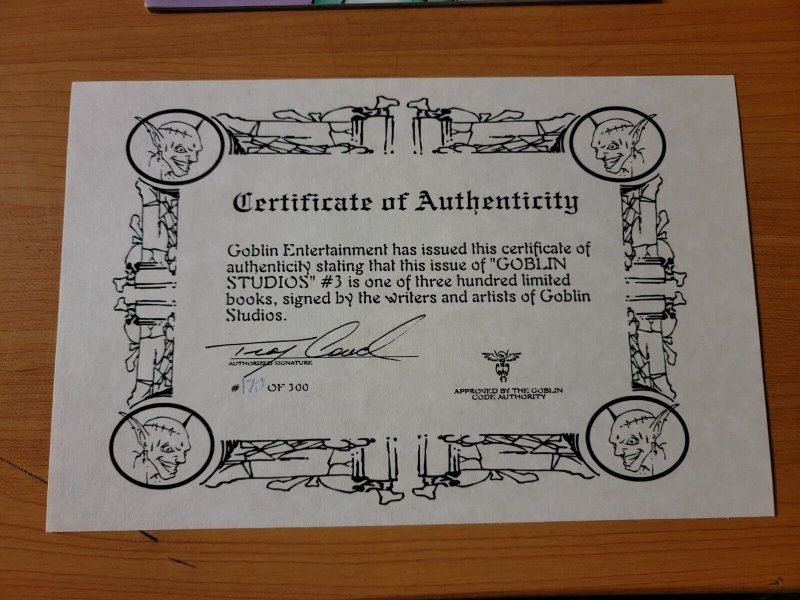 Certificate of Authenticity
Goblin Entertainment has issued this certificate of
authenticity stating that this issue of "GOBLIN
STUDIOS" #3 is one of three hundred limited
books, signed by the writers and artists of Goblin
Studios.
AUTHORIZED SIGNATURE
# OF 300
APPROVED BY THE GOBLIN
CODE AUTHORITY